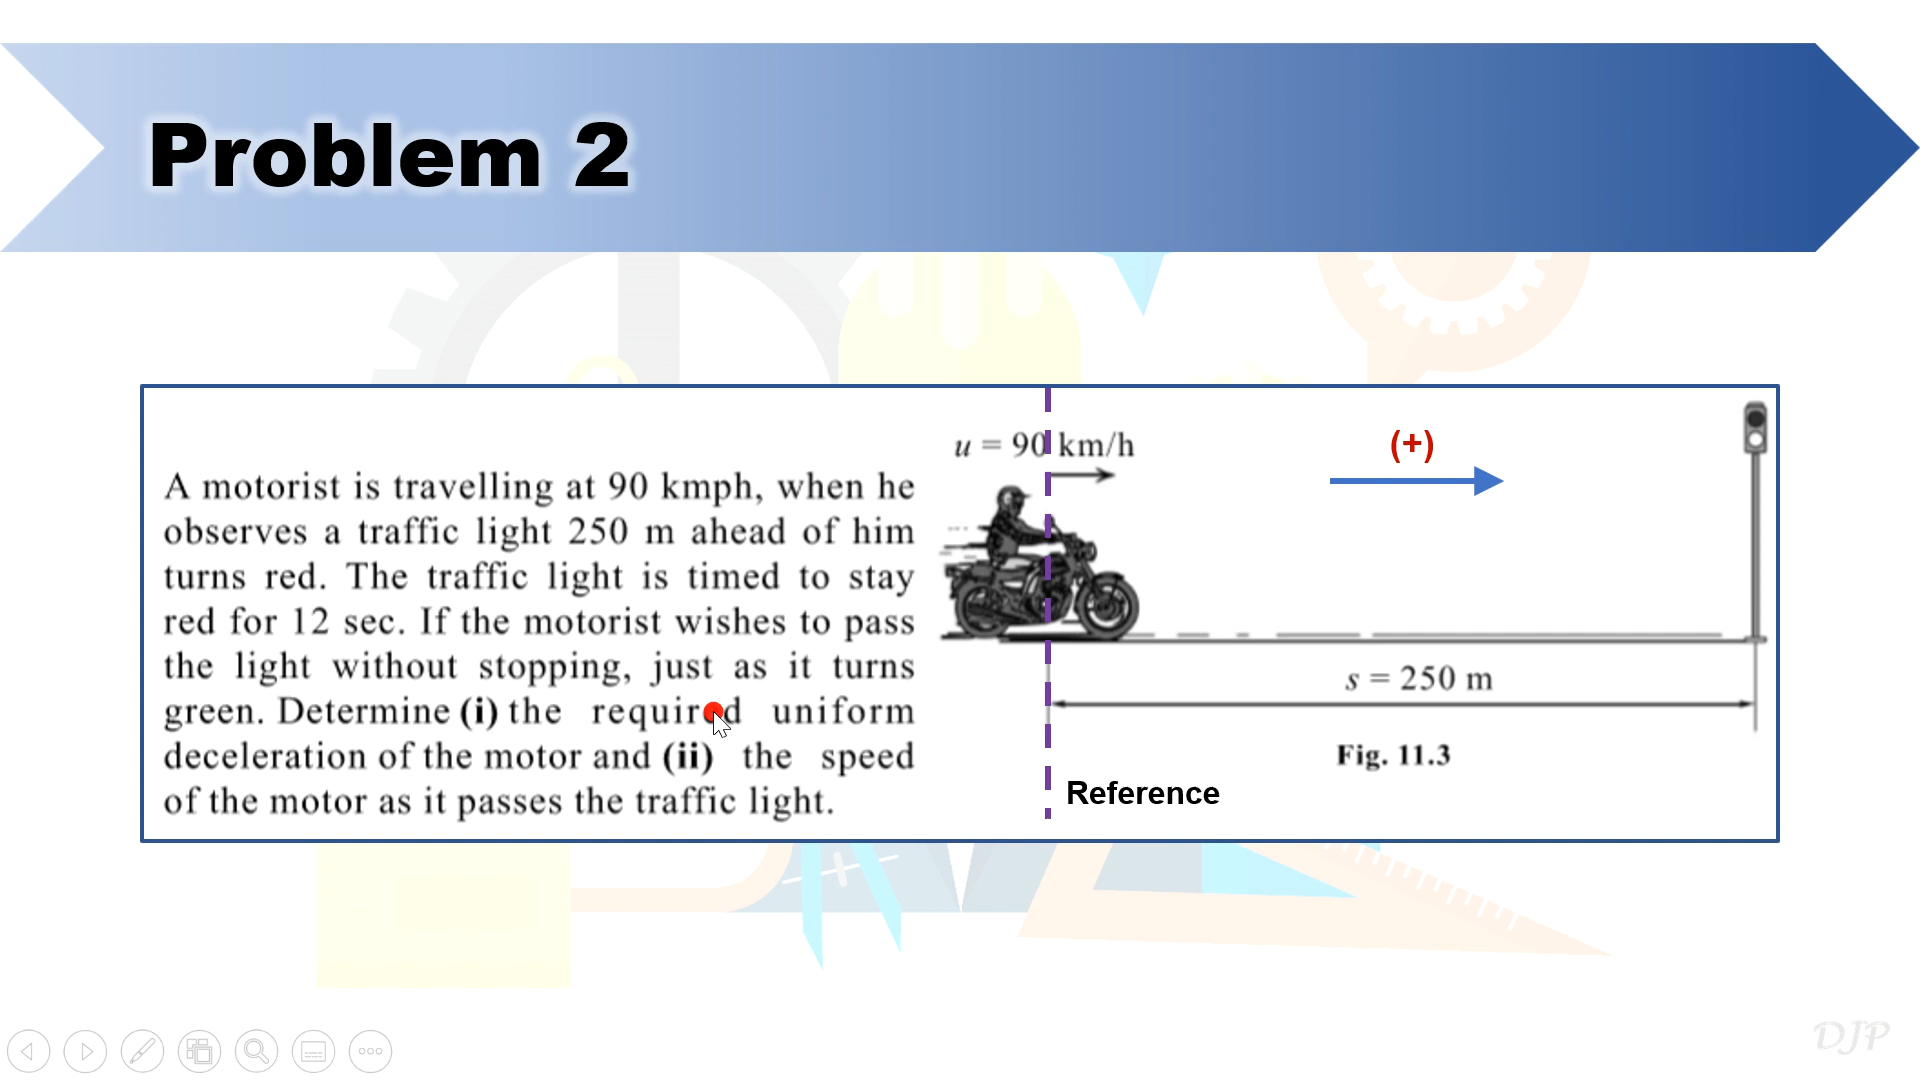 Problem 2
A motorist is travelling at 90 kmph, when he
observes a traffic light 250 m ahead of him
turns red. The traffic light is timed to stay
red for 12 sec. If the motorist wishes to pass
the light without stopping, just as it turns
green. Determine (i) the required uniform
deceleration of the motor and (ii) the speed
of the motor as it passes the traffic light.
u = 90 km/h
(+)
s = 250 m
Fig. 11.3
Reference
DJP